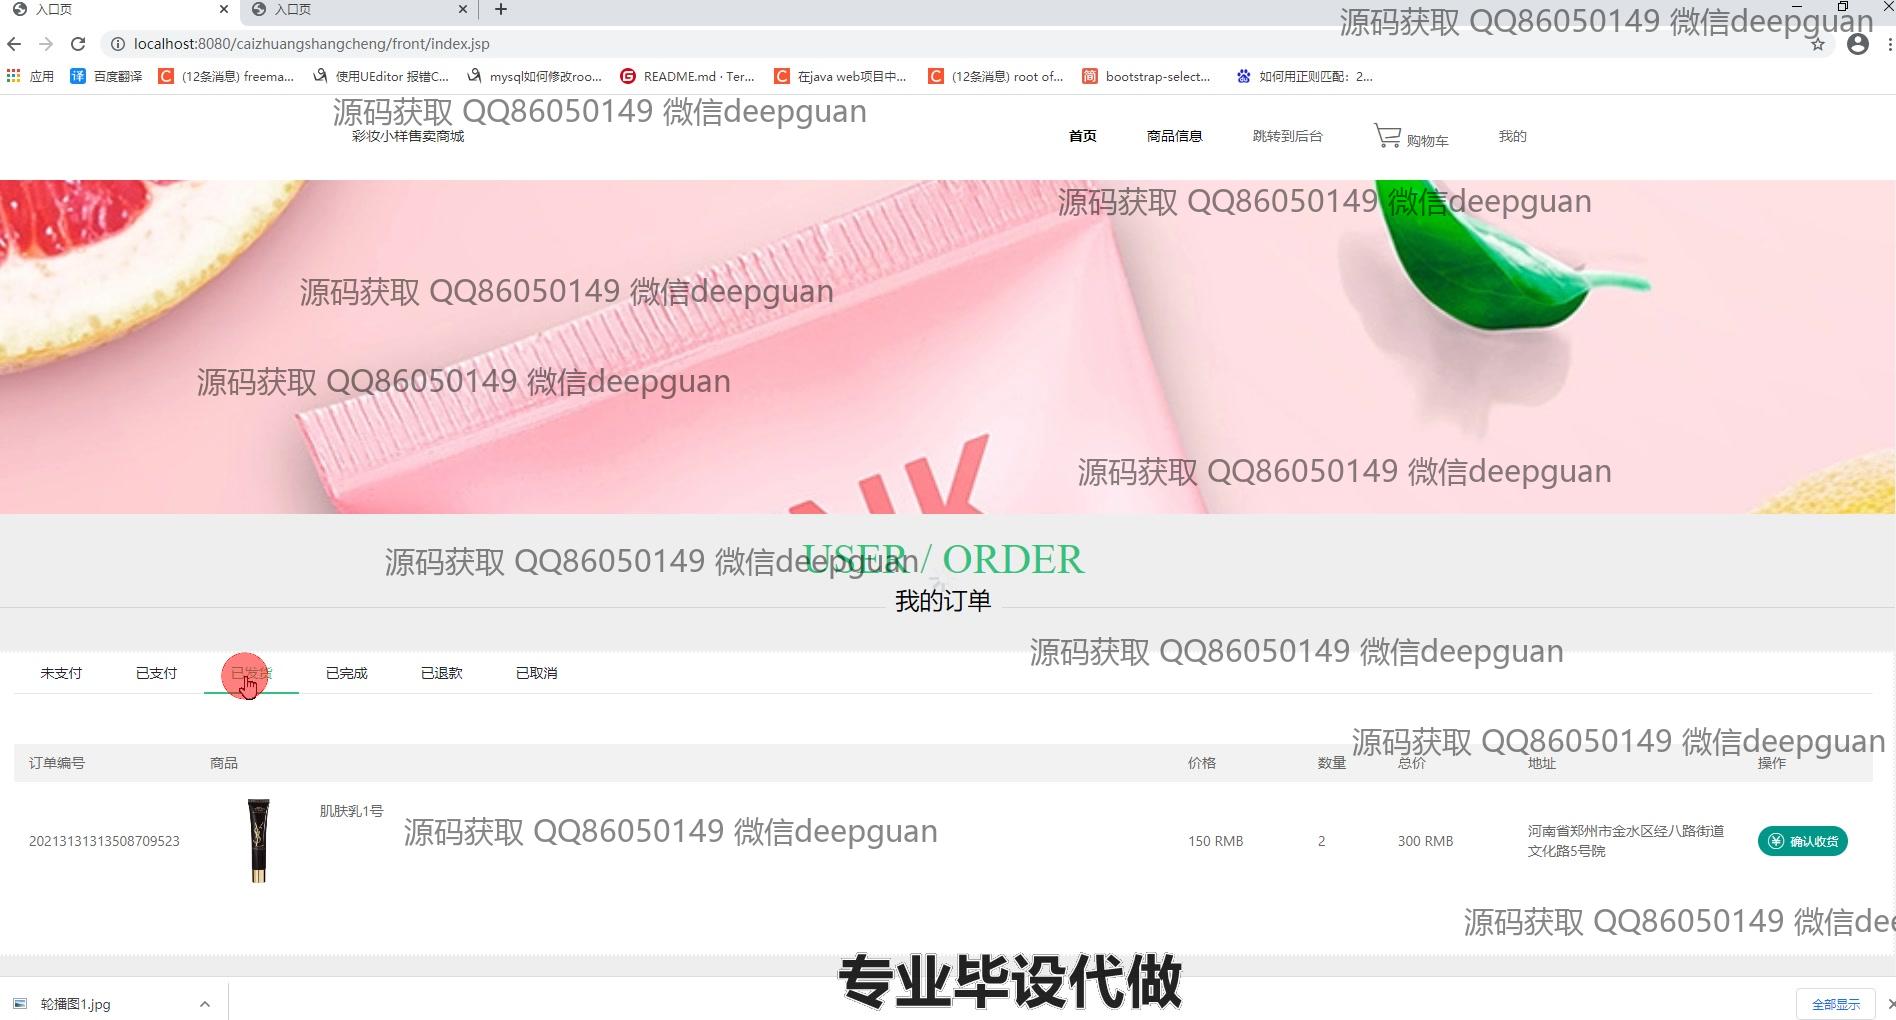 入口页
入口页
源码获取 QQ86050149 微信deepguan
localhost:8080/caizhuangshangcheng/front/index.jsp
应用
百度翻译
(12条消息) freema...
使用UEditor 报错C...
mysql如何修改roo...
README.md · Ter...
在java web项目中...
(12条消息) root of...
bootstrap-select...
如何用正则匹配：2...
源码获取 QQ86050149 微信deepguan
彩妆小样售卖商城
首页
商品信息
跳转到后台
购物车
我的
源码获取 QQ86050149 微信deepguan
源码获取 QQ86050149 微信deepguan
源码获取 QQ86050149 微信deepguan
NK
源码获取 QQ86050149 微信deepguan
源码获取 QQ86050149 微信deepguan
USER / ORDER
我的订单
源码获取 QQ86050149 微信deepguan
未支付
已支付
已发货
已完成
已退款
已取消
源码获取 QQ86050149 微信deepguan
订单编号
商品
价格
数量
总价
地址
操作
20213131313508709523
肌肤乳1号
源码获取 QQ86050149 微信deepguan
150 RMB
2
300 RMB
河南省郑州市金水区经八路街道
文化路5号院
确认收货
源码获取 QQ86050149 微信dee
专业毕设代做
轮播图1.jpg
全部显示